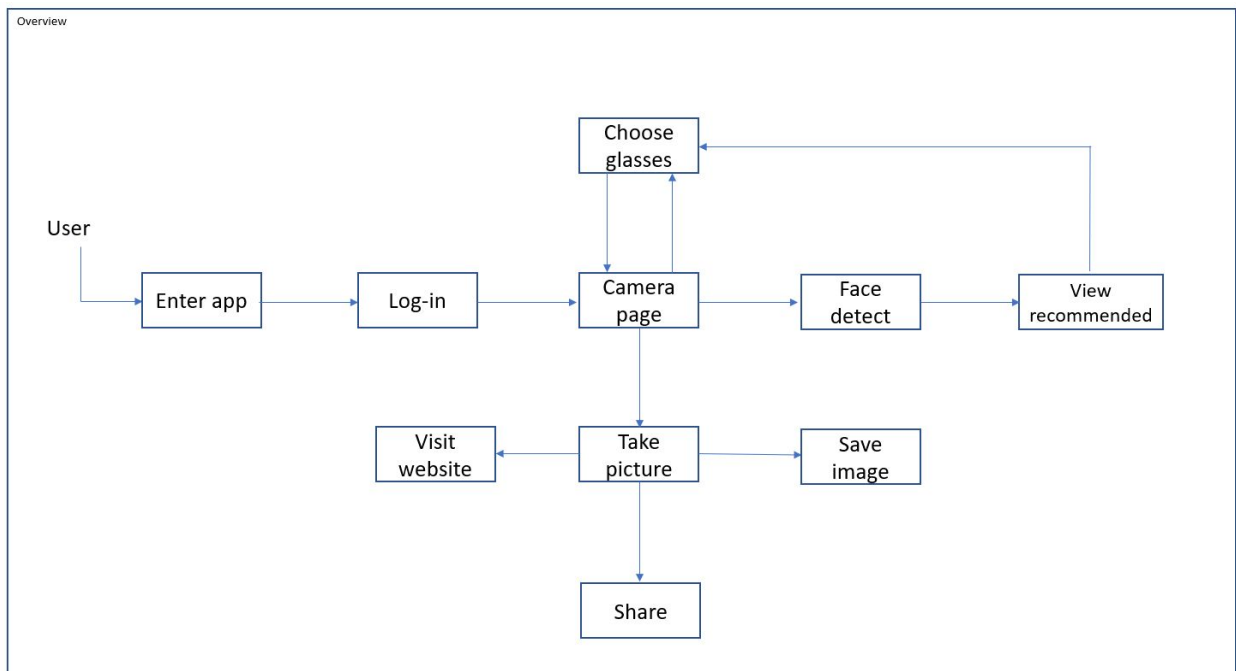 Overview
Choose
glasses
User
Enter app
Log-in
Camera
page
Face
detect
View
recommended
Visit
website
Take
picture
Save
image
Share